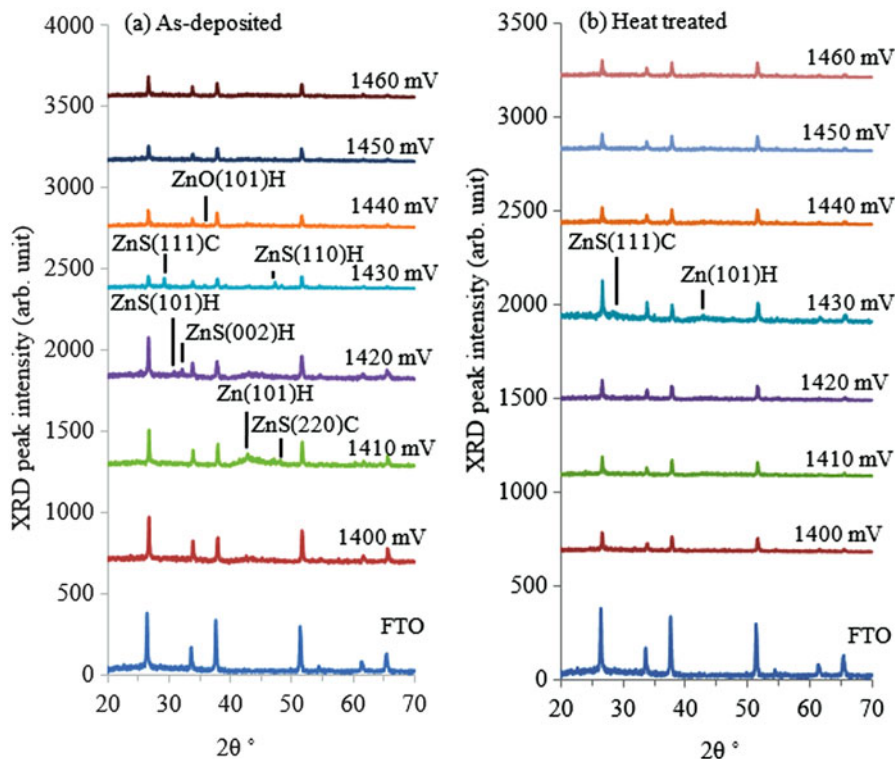 (a) As-deposited
XRD peak intensity (arb. unit)
4000
3500
3000
2500
2000
1500
1000
500
0
1460 mV
1450 mV
ZnO(101)H
1440 mV
ZnS(111)C
ZnS(110)H
1430 mV
ZnS(101)H
ZnS(002)H
1420 mV
Zn(101)H
ZnS(220)C
1410 mV
1400 mV
FTO
20 30 40 50 60 70
2θ °
(b) Heat treated
XRD peak intensity (arb. unit)
3500
3000
2500
2000
1500
1000
500
0
1460 mV
1450 mV
1440 mV
ZnS(111)C
Zn(101)H
1430 mV
1420 mV
1410 mV
1400 mV
FTO
20 30 40 50 60 70
2θ °